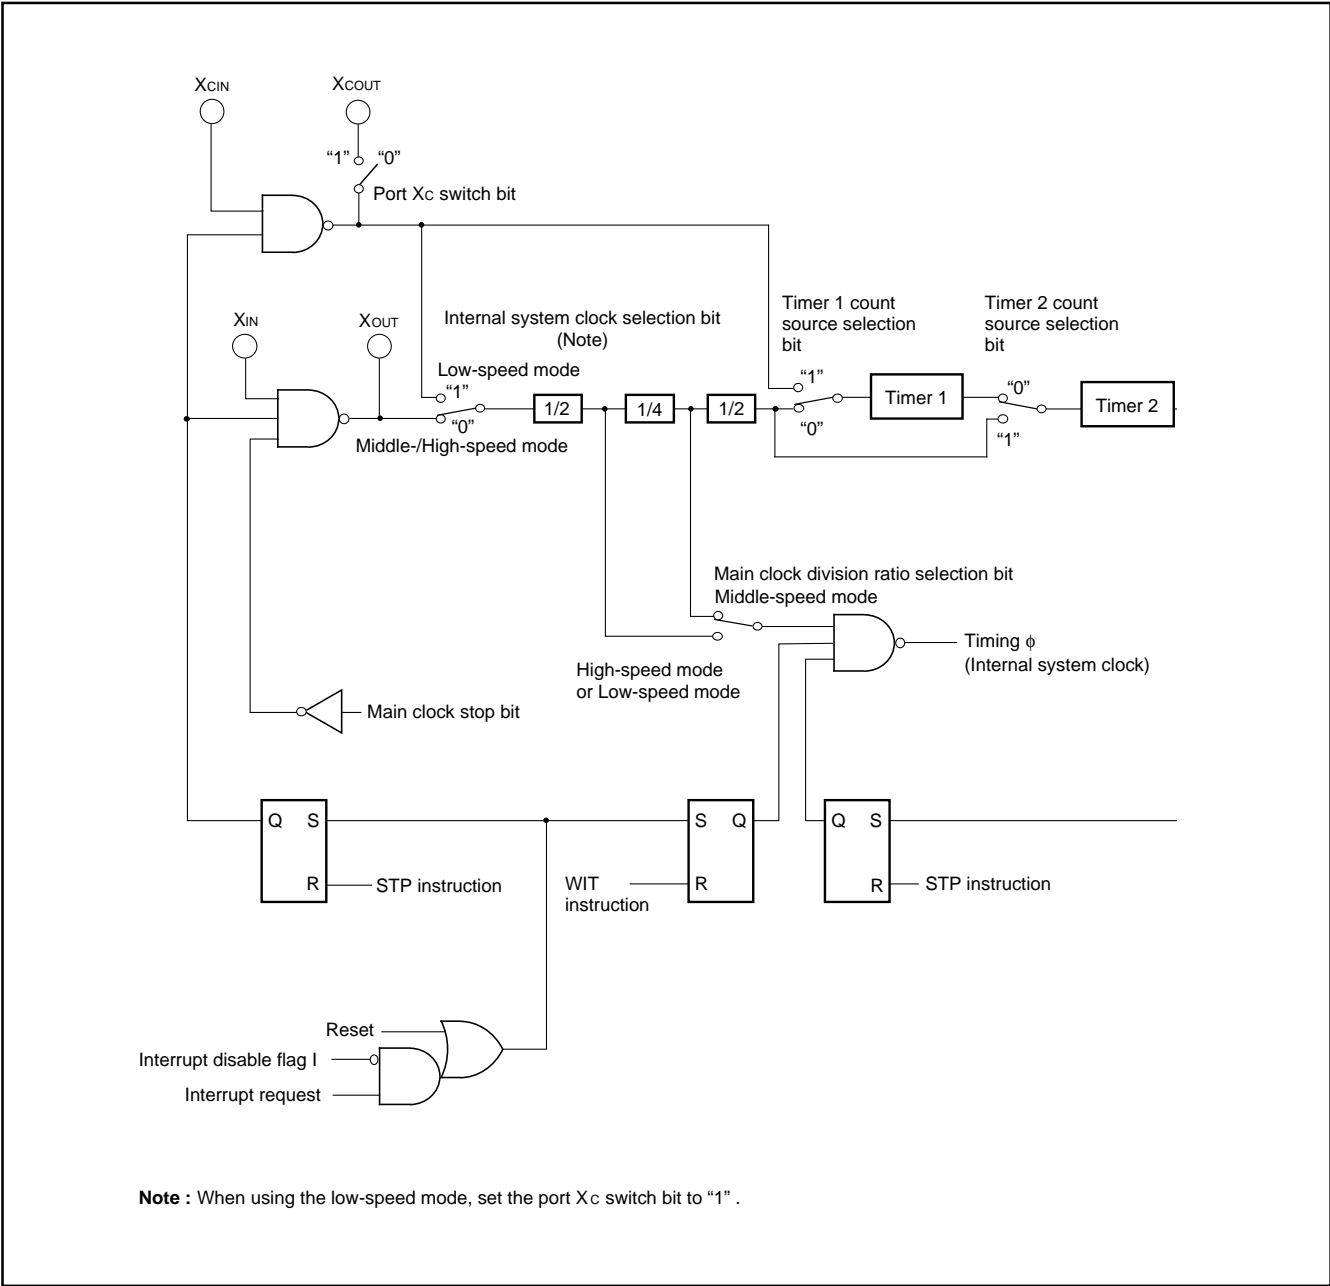 XCIN
XCOUT
“1” “0”
Port XC switch bit
XIN
XOUT
Internal system clock selection bit
(Note)
Timer 1 count
source selection
bit
Timer 2 count
source selection
bit
Low-speed mode
“1”
“0”
Middle-/High-speed mode
1/2
1/4
1/2
“1”
“0”
Timer 1
“0”
“1”
Timer 2
Main clock division ratio selection bit
Middle-speed mode
High-speed mode
or Low-speed mode
Timing ϕ
(Internal system clock)
Main clock stop bit
Q S
R
STP instruction
S Q
R
WIT
instruction
Q S
R
STP instruction
Reset
Interrupt disable flag I
Interrupt request
Note : When using the low-speed mode, set the port XC switch bit to “1” .